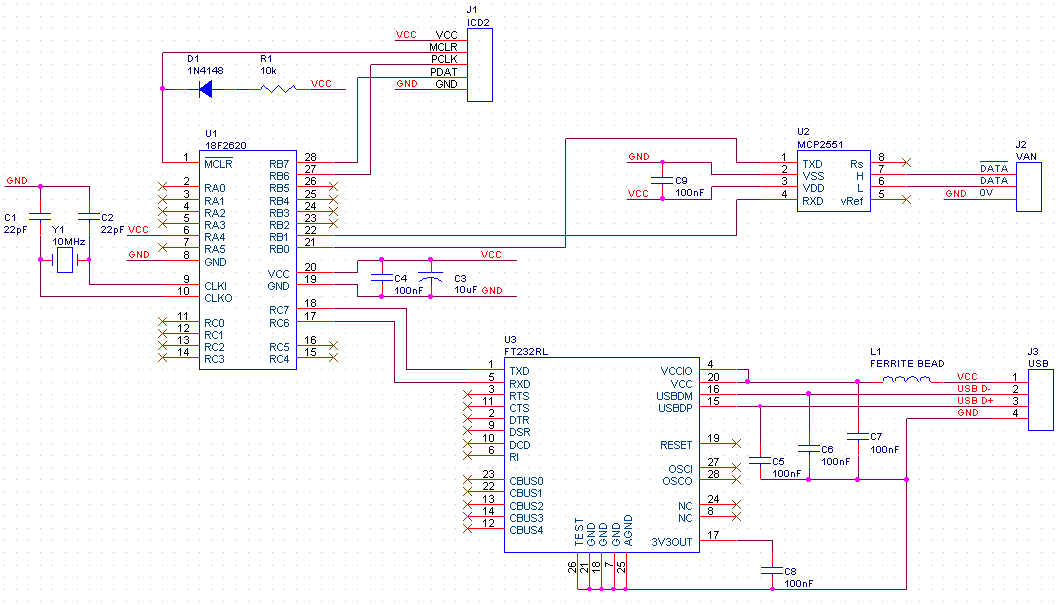 J1
ICD2
VCC VCC
MCLR
PCLK
PDAT
GND GND
D1
1N4148
R1
10k
VCC
U1
18F2620
1 MCLR
2 RA0
3 RA1
4 RA2
5 RA3
VCC 6 RA4
7 RA5
GND 8 GND
9 CLKI
10 CLKO
11 RC0
12 RC1
13 RC2
14 RC3
RB7 28
RB6 27
RB5 26
RB4 25
RB3 24
RB2 23
RB1 22
RB0 21
VCC 20
GND 19
RC7 18
RC6 17
RC5 16
RC4 15
GND
C1
22pF
C2
22pF
Y1
10MHz
VCC
C4
100nF
C3
10uF
GND
U2
MCP2551
1 TXD
2 VSS
3 VDD
4 RXD
Rs 8
H 7
L 6
vRef 5
GND
C9
100nF
VCC
J2
VAN
DATA
DATA
GND 0V
U3
FT232RL
1 TXD
5 RXD
3 RTS
11 CTS
2 DTR
9 DSR
10 DCD
6 RI
23 CBUS0
22 CBUS1
13 CBUS2
14 CBUS3
12 CBUS4
VCCIO 4
VCC 20
USBDM 16
USBDP 15
RESET 19
OSCI 27
OSCO 28
NC 24
NC 8
3V3OUT 17
TEST 26
GND 21
GND 18
GND 7
AGND 25
L1
FERRITE BEAD
J3
USB
VCC 1
USB D- 2
USB D+ 3
GND 4
C5
100nF
C6
100nF
C7
100nF
C8
100nF